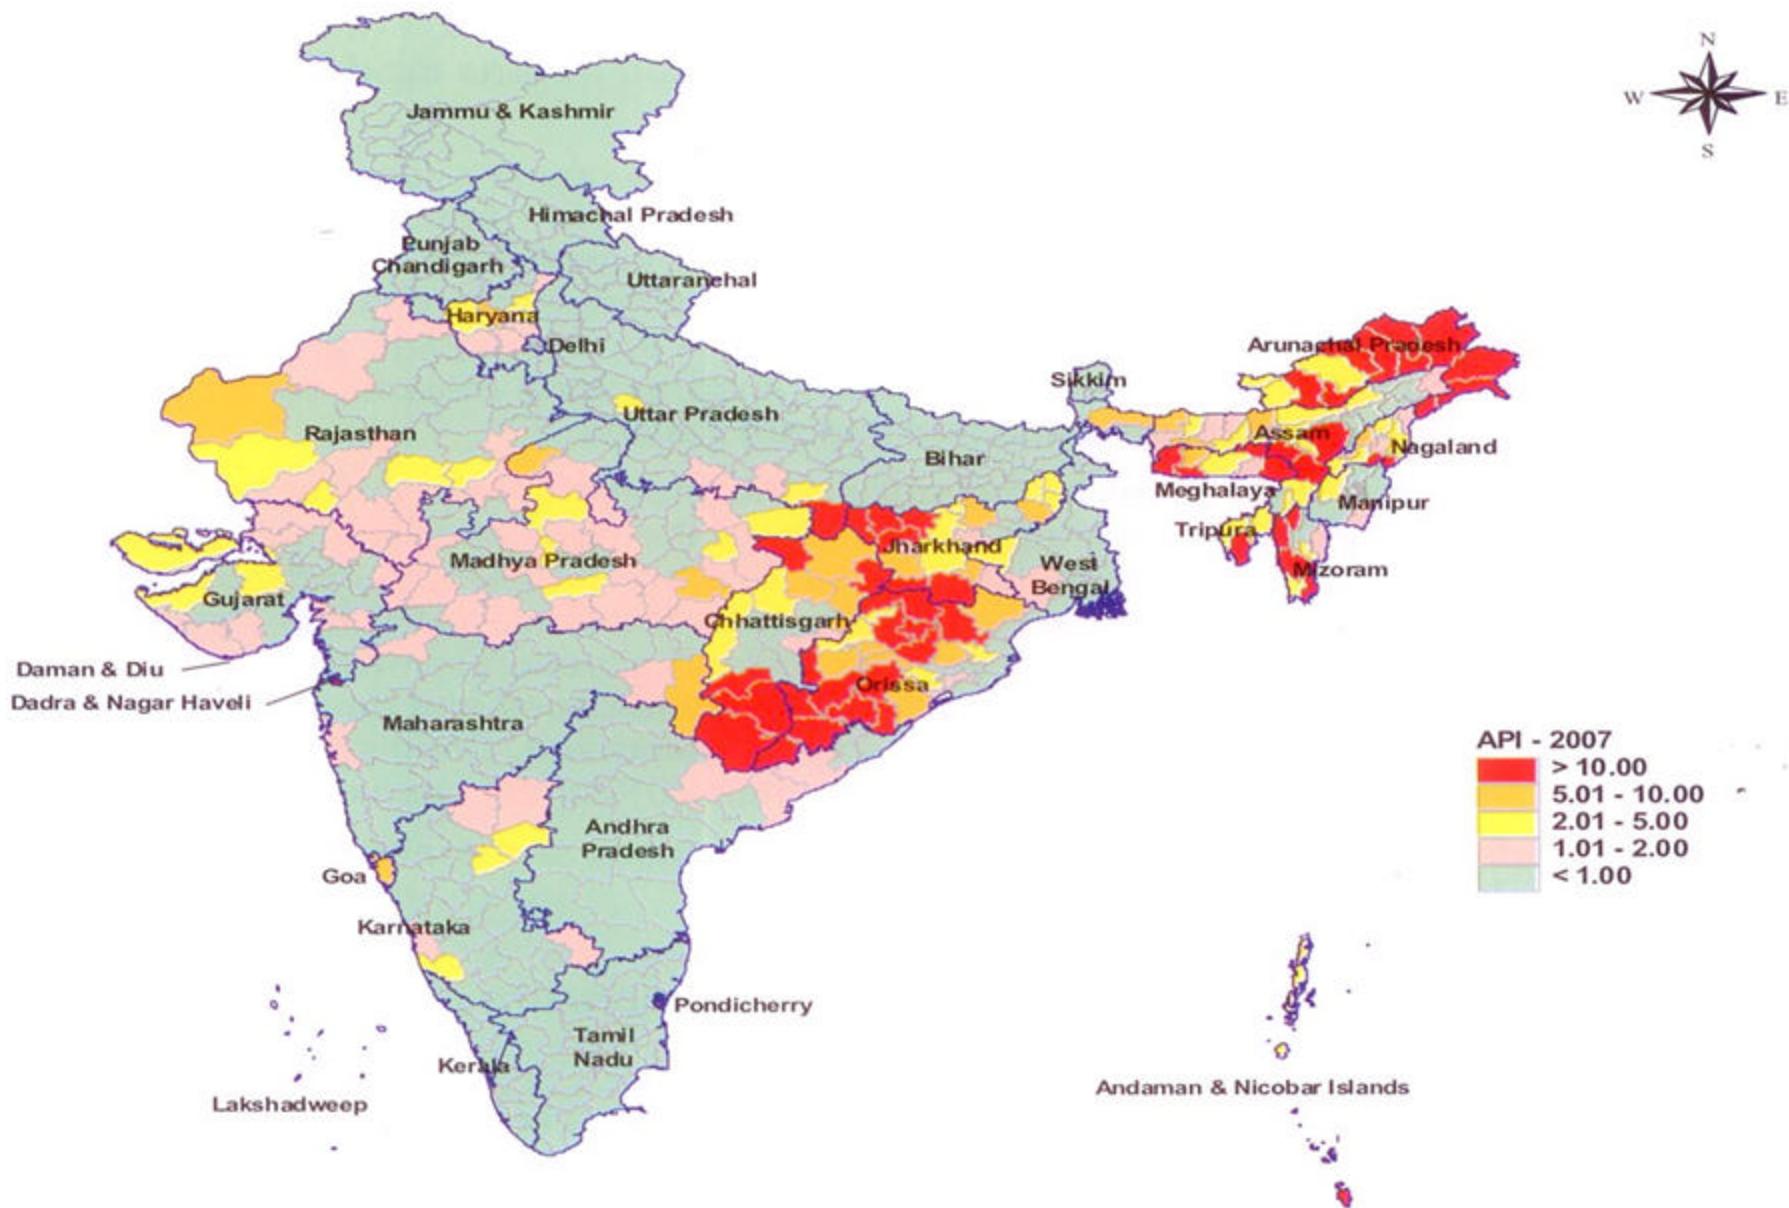 N
W E
S
Jammu & Kashmir
Himachal Pradesh
Punjab
Chandigarh
Uttaranchal
Haryana
Delhi
Arunachal Pradesh
Sikkim
Uttar Pradesh
Rajasthan
Assam
Nagaland
Bihar
Meghalaya
Manipur
Tripura
Jharkhand
Madhya Pradesh
West
Bengal
Mizoram
Gujarat
Chhattisgarh
Daman & Diu
Orissa
Dadra & Nagar Haveli
Maharashtra
API - 2007
> 10.00
5.01 - 10.00
2.01 - 5.00
1.01 - 2.00
< 1.00
Andhra
Pradesh
Goa
Karnataka
Pondicherry
Tamil
Nadu
Kerala
Lakshadweep
Andaman & Nicobar Islands